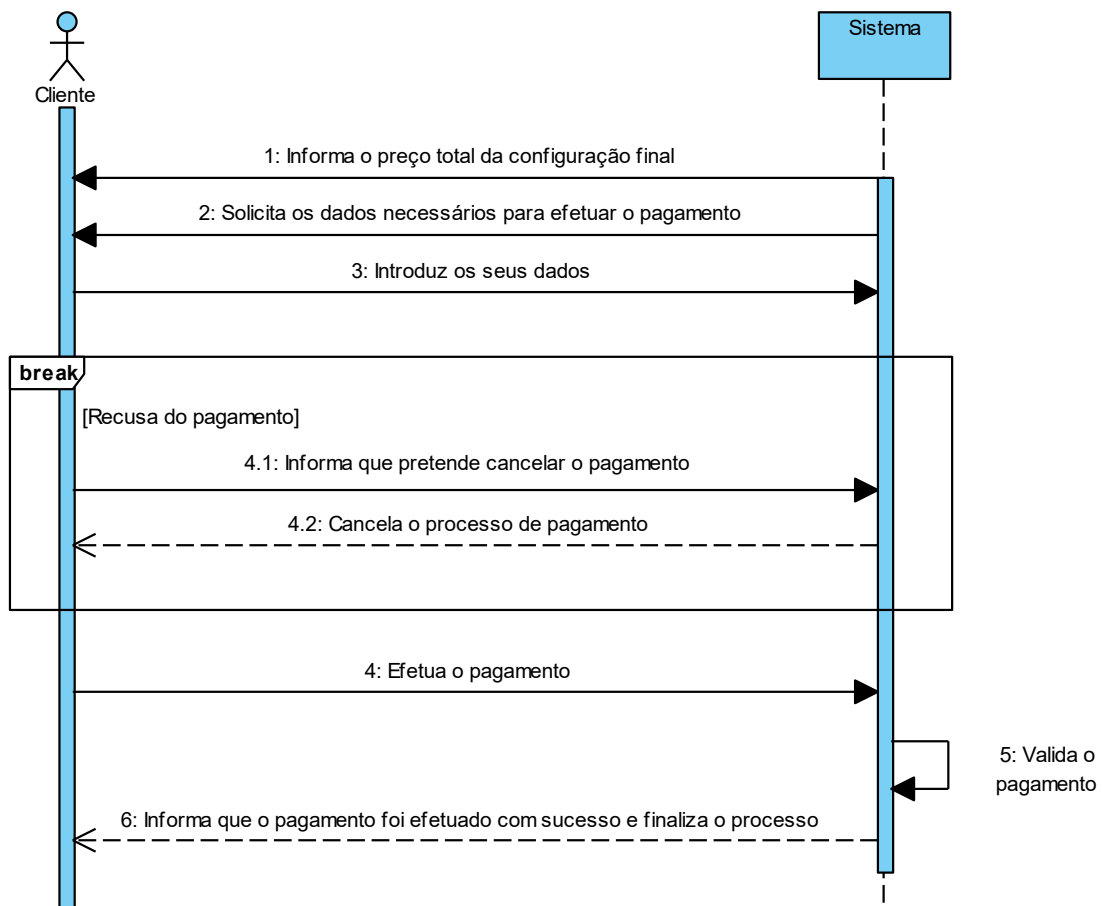 Cliente
Sistema
1: Informa o preço total da configuração final
2: Solicita os dados necessários para efetuar o pagamento
3: Introduz os seus dados
break
[Recusa do pagamento]
4.1: Informa que pretende cancelar o pagamento
4.2: Cancela o processo de pagamento
4: Efetua o pagamento
5: Valida o
pagamento
6: Informa que o pagamento foi efetuado com sucesso e finaliza o processo